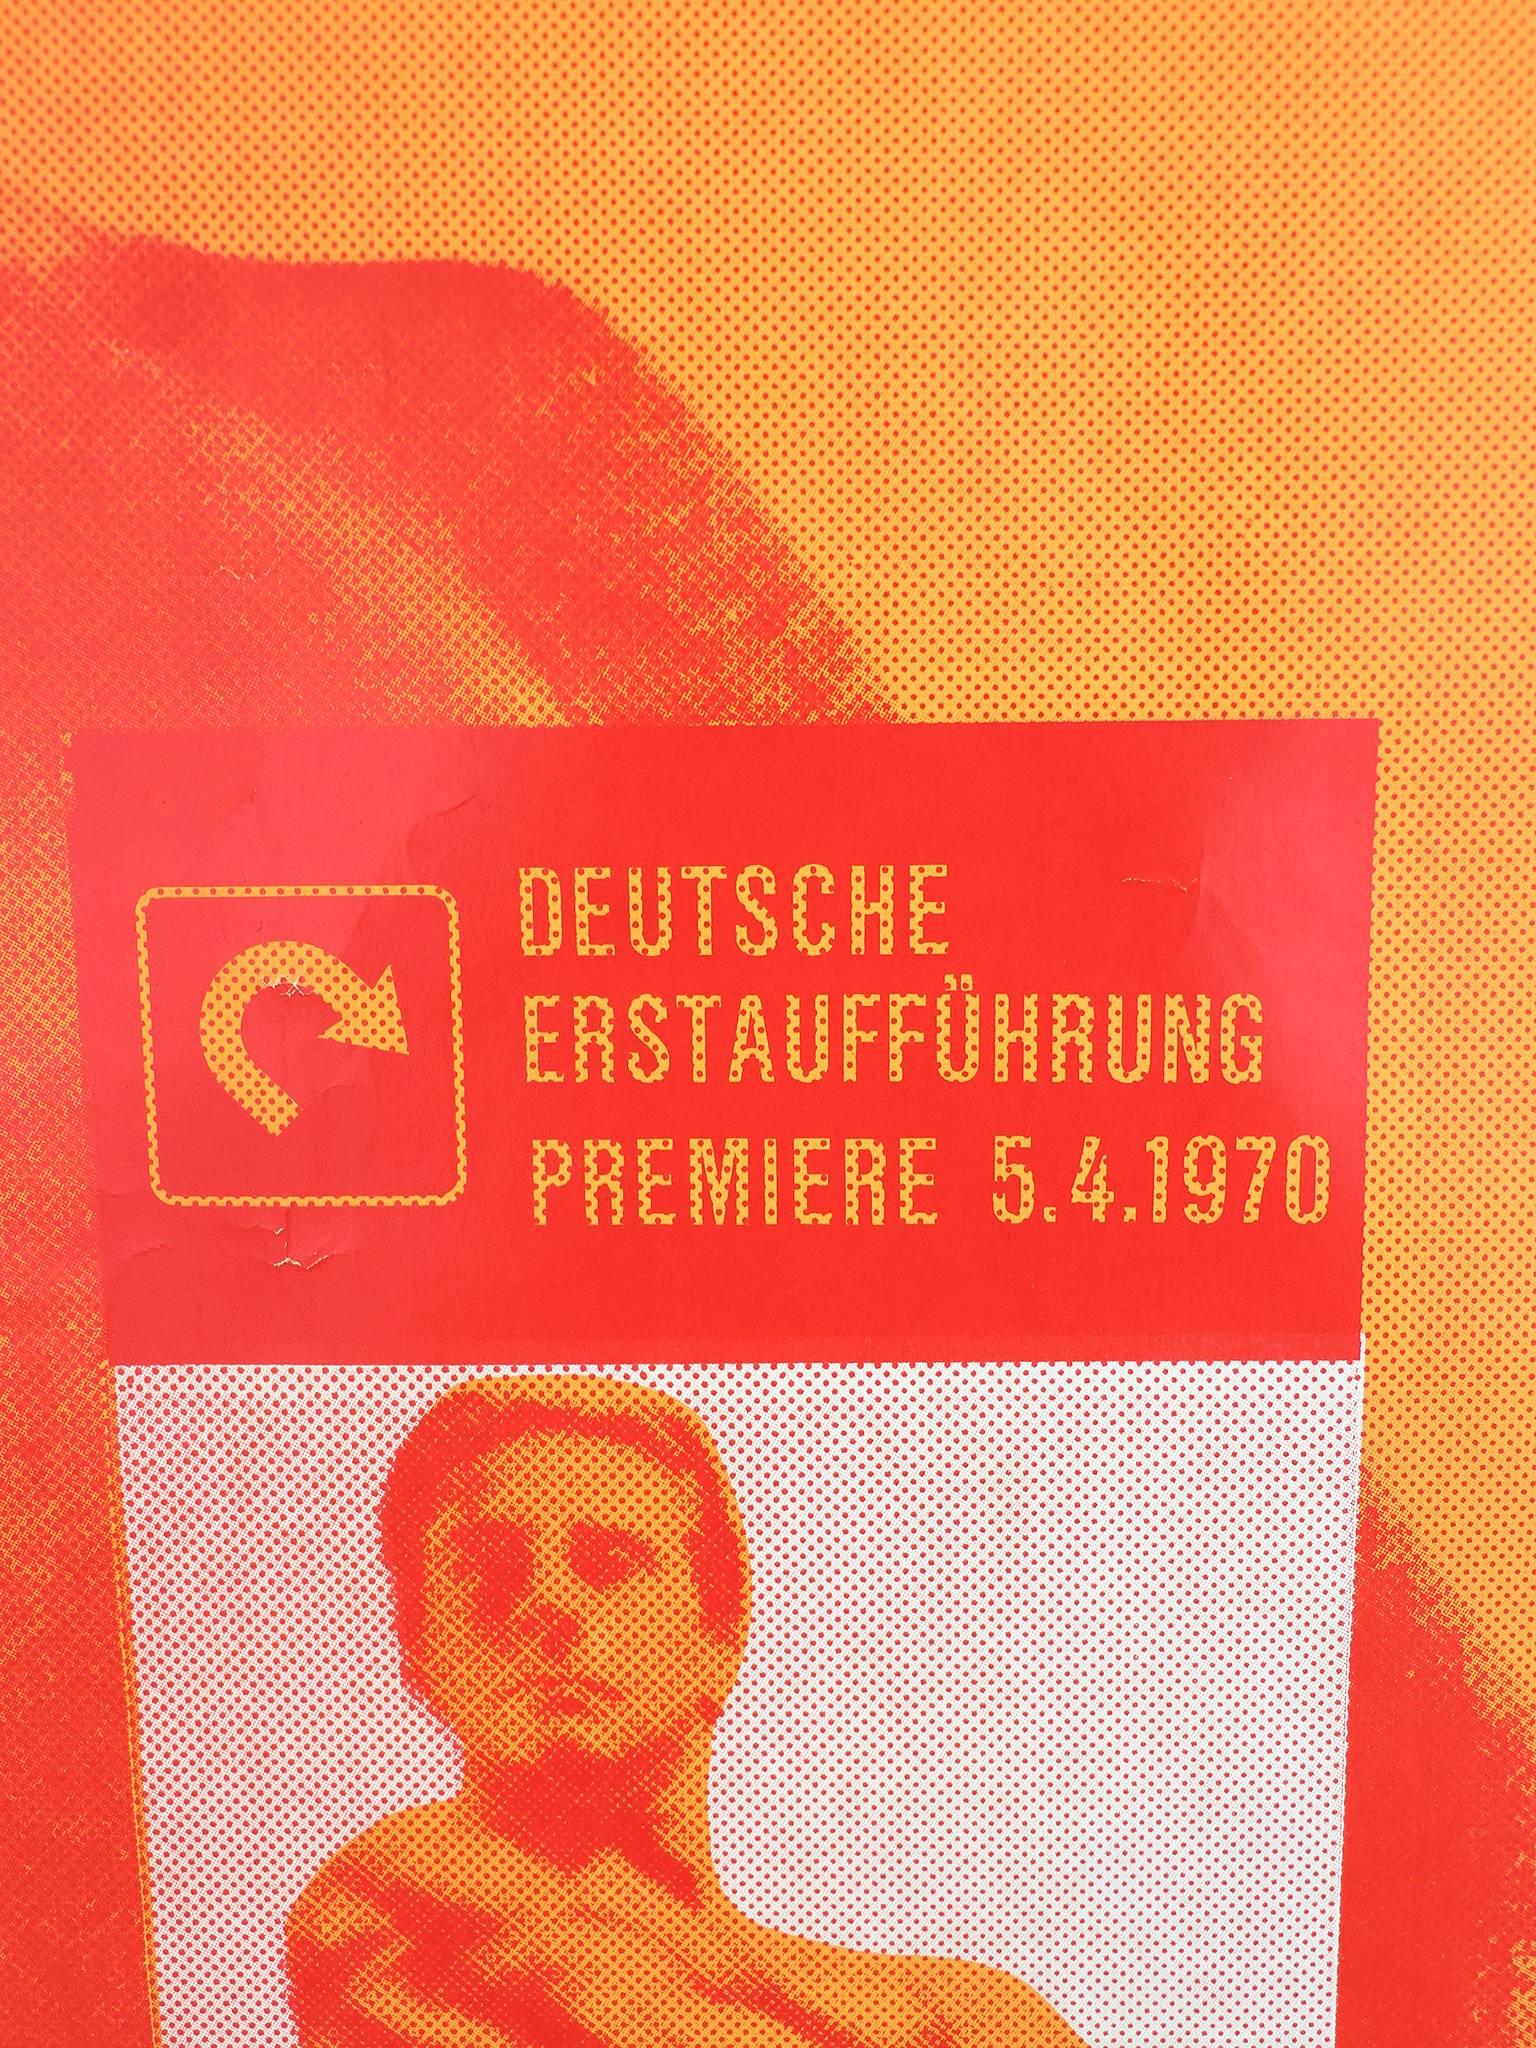 DEUTSCHE
ERSTAUFFÜHRUNG
PREMIERE 5.4.1970